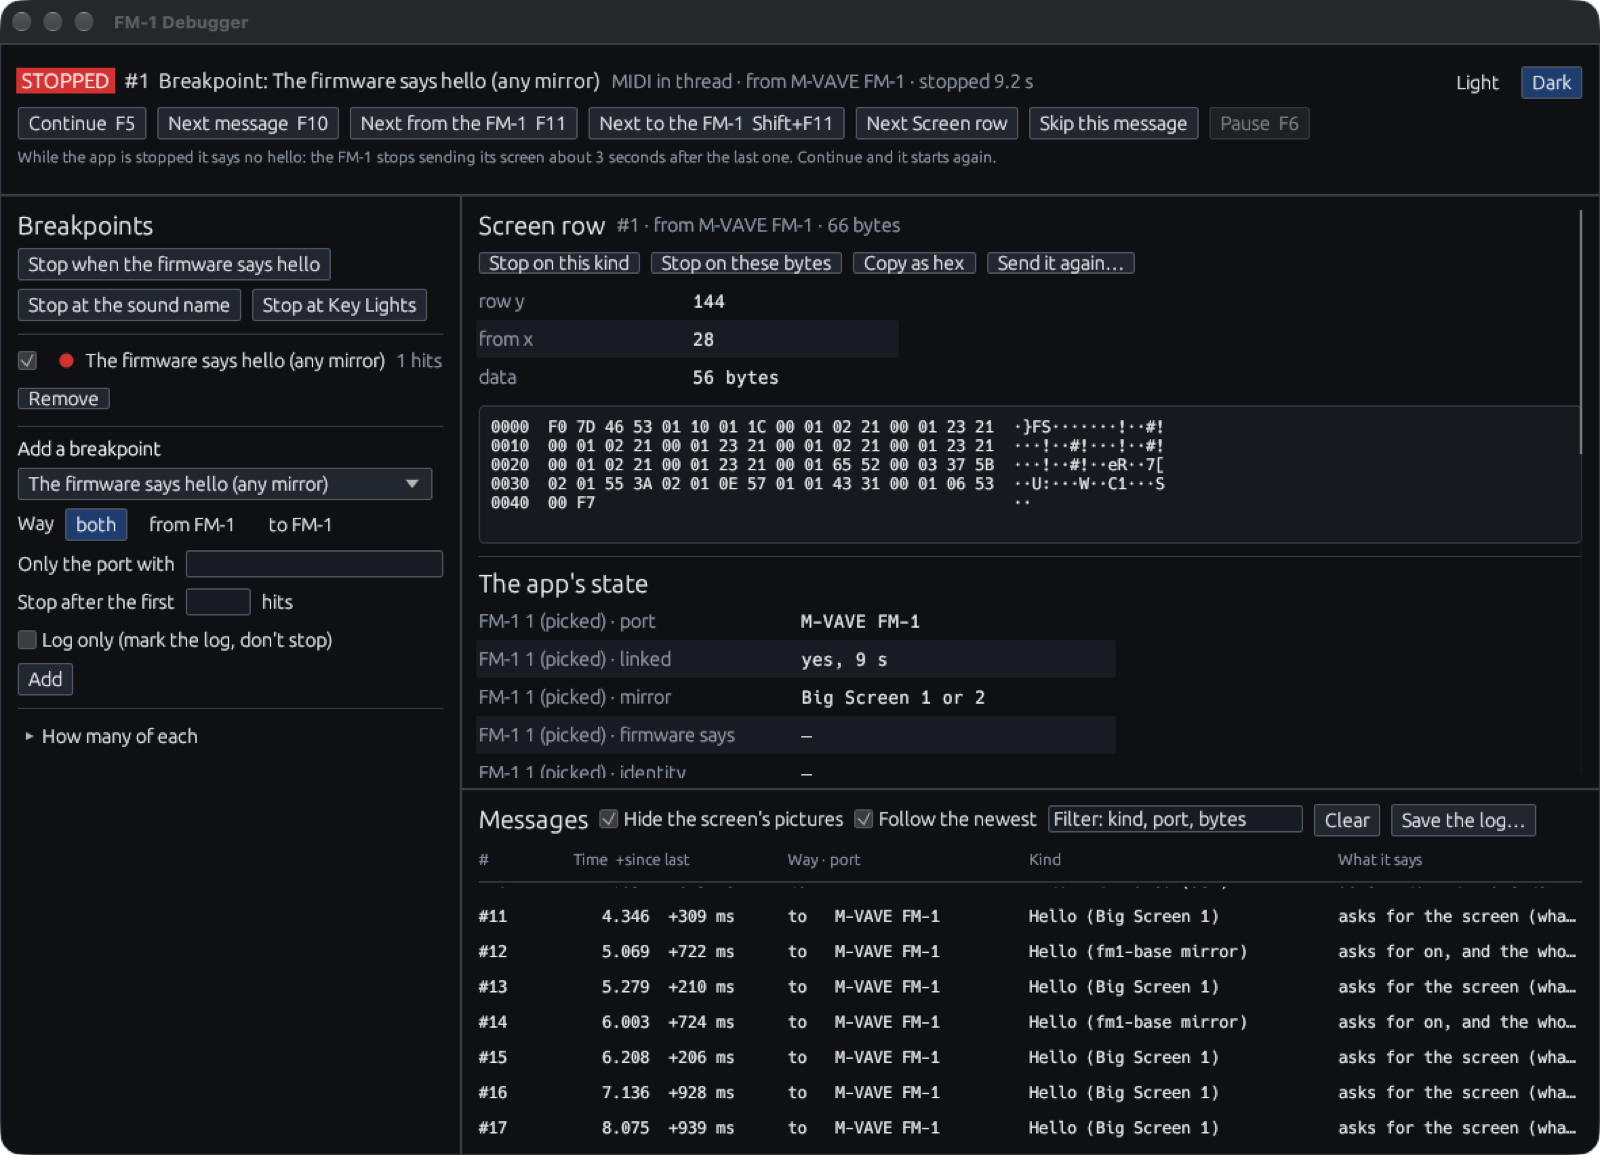 FM-1 Debugger
STOPPED #1 Breakpoint: The firmware says hello (any mirror) MIDI in thread · from M-VAVE FM-1 · stopped 9.2 s Light Dark
Continue F5 Next message F10 Next from the FM-1 F11 Next to the FM-1 Shift+F11 Next Screen row Skip this message Pause F6
While the app is stopped it says no hello: the FM-1 stops sending its screen about 3 seconds after the last one. Continue and it starts again.
Breakpoints
Stop when the firmware says hello
Stop at the sound name Stop at Key Lights
The firmware says hello (any mirror) 1 hits
Remove
Add a breakpoint
The firmware says hello (any mirror)
Way both from FM-1 to FM-1
Only the port with
Stop after the first hits
Log only (mark the log, don't stop)
Add
How many of each
Screen row #1 · from M-VAVE FM-1 · 66 bytes
Stop on this kind Stop on these bytes Copy as hex Send it again...
row y 144
from x 28
data 56 bytes
0000 F0 7D 46 53 01 10 01 1C 00 01 02 21 00 01 23 21 ·}FS·······!··#!
0010 00 01 02 21 00 01 23 21 00 01 02 21 00 01 23 21 ···!··#!···!··#!
0020 00 01 02 21 00 01 23 21 00 01 65 52 00 03 37 5B ···!··#!··eR··7[
0030 02 01 55 3A 02 01 0E 57 01 01 43 31 00 01 06 53 ··U:···W··C1···S
0040 00 F7 ··
The app's state
FM-1 1 (picked) · port M-VAVE FM-1
FM-1 1 (picked) · linked yes, 9 s
FM-1 1 (picked) · mirror Big Screen 1 or 2
FM-1 1 (picked) · firmware says —
FM-1 1 (picked) · identity —
Messages Hide the screen's pictures Follow the newest Filter: kind, port, bytes Clear Save the log...
# Time +since last Way · port Kind What it says
#11 4.346 +309 ms to M-VAVE FM-1 Hello (Big Screen 1) asks for the screen (wha…
#12 5.069 +722 ms to M-VAVE FM-1 Hello (fm1-base mirror) asks for on, and the who…
#13 5.279 +210 ms to M-VAVE FM-1 Hello (Big Screen 1) asks for the screen (wha…
#14 6.003 +724 ms to M-VAVE FM-1 Hello (fm1-base mirror) asks for on, and the who…
#15 6.208 +206 ms to M-VAVE FM-1 Hello (Big Screen 1) asks for the screen (wha…
#16 7.136 +928 ms to M-VAVE FM-1 Hello (Big Screen 1) asks for the screen (wha…
#17 8.075 +939 ms to M-VAVE FM-1 Hello (Big Screen 1) asks for the screen (wha…